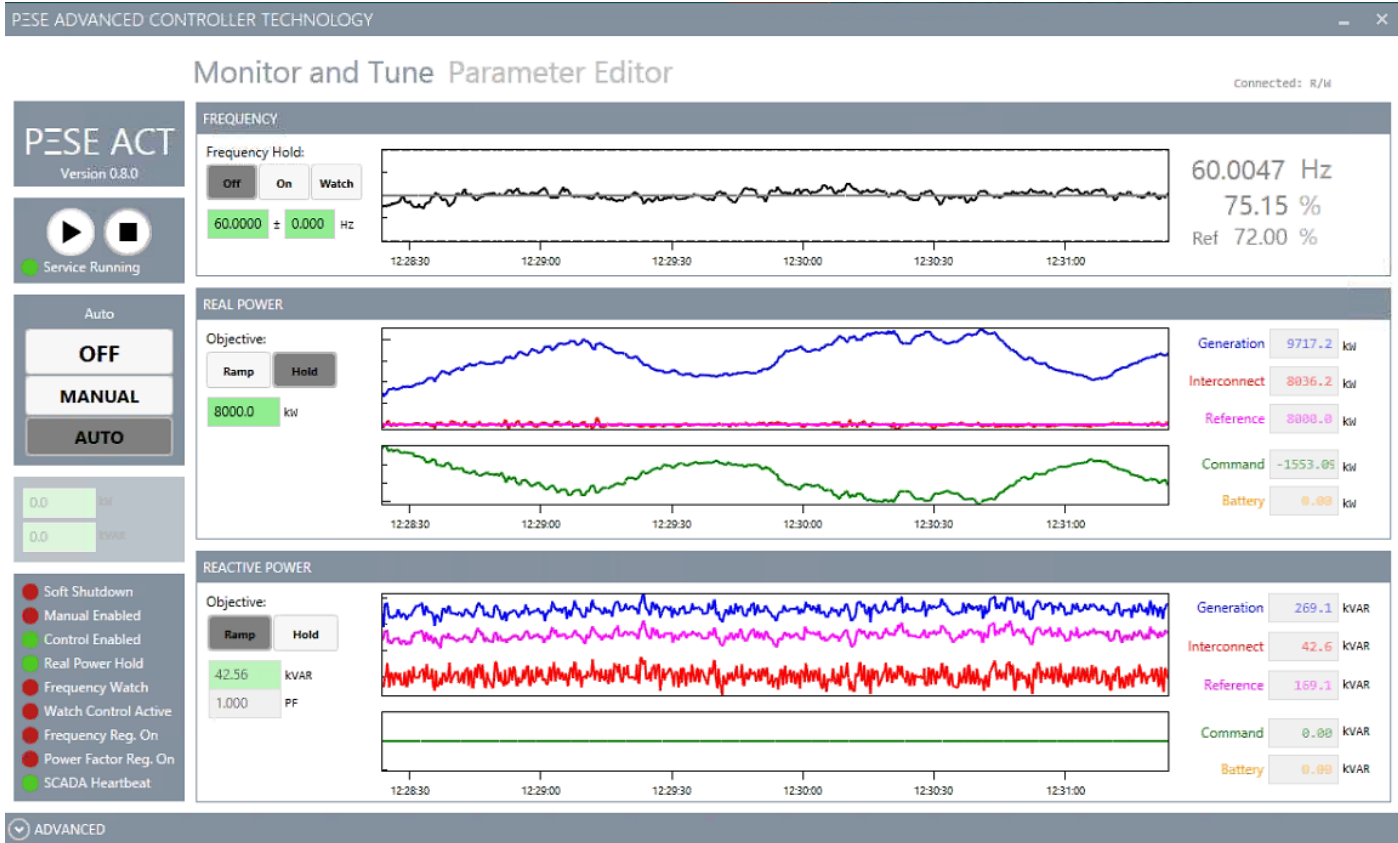 PΞSE ADVANCED CONTROLLER TECHNOLOGY
Monitor and Tune Parameter Editor
Connected: R/W
PΞSE ACT
Version 0.8.0
Service Running
Auto
OFF
MANUAL
AUTO
0.0 kW
0.0 kVAR
Soft Shutdown
Manual Enabled
Control Enabled
Real Power Hold
Frequency Watch
Watch Control Active
Frequency Reg. On
Power Factor Reg. On
SCADA Heartbeat
FREQUENCY
Frequency Hold:
Off On Watch
60.0000 ± 0.000 Hz
12:28:30 12:29:00 12:29:30 12:30:00 12:30:30 12:31:00
60.0047 Hz
75.15 %
Ref 72.00 %
REAL POWER
Objective:
Ramp Hold
8000.0 kW
12:28:30 12:29:00 12:29:30 12:30:00 12:30:30 12:31:00
Generation 9717.2 kW
Interconnect 8036.2 kW
Reference 8000.0 kW
Command -1553.09 kW
Battery 0.00 kW
REACTIVE POWER
Objective:
Ramp Hold
42.56 kVAR
1.000 PF
12:28:30 12:29:00 12:29:30 12:30:00 12:30:30 12:31:00
Generation 269.1 kVAR
Interconnect 42.6 kVAR
Reference 169.1 kVAR
Command 0.00 kVAR
Battery 0.00 kVAR
ADVANCED